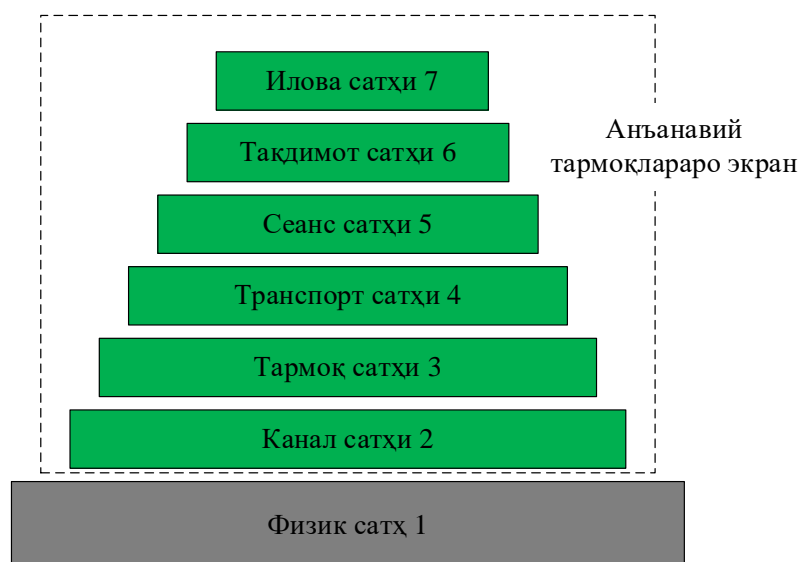 Илова сатҳи 7
Тақдимот сатҳи 6
Сеанс сатҳи 5
Транспорт сатҳи 4
Тармоқ сатҳи 3
Канал сатҳи 2
Физик сатҳ 1
Анъанавий
тармоқлараро экран